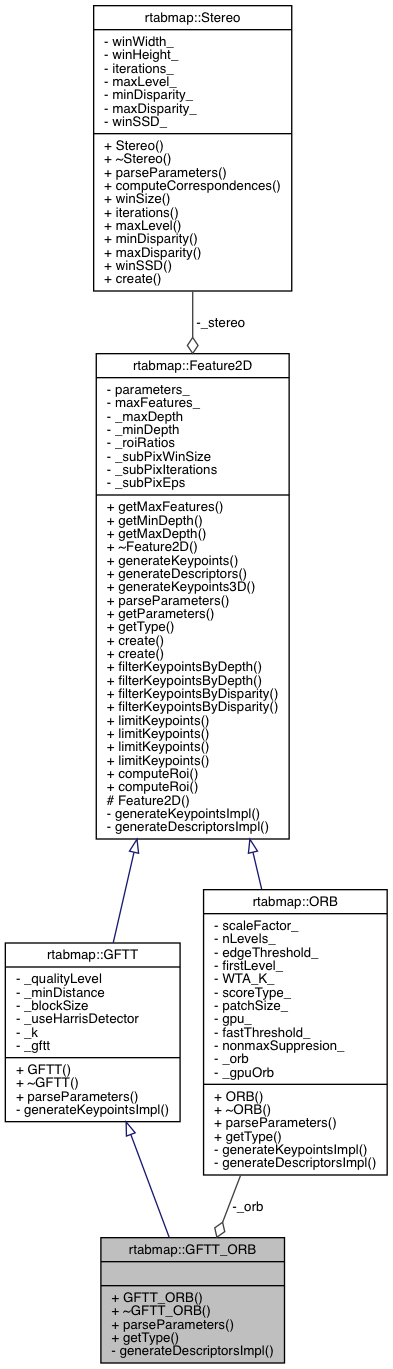 rtabmap::Stereo
- winWidth_
- winHeight_
- iterations_
- maxLevel_
- minDisparity_
- maxDisparity_
- winSSD_
+ Stereo()
+ ~Stereo()
+ parseParameters()
+ computeCorrespondences()
+ winSize()
+ iterations()
+ maxLevel()
+ minDisparity()
+ maxDisparity()
+ winSSD()
+ create()
-_stereo
rtabmap::Feature2D
- parameters_
- maxFeatures_
- _maxDepth
- _minDepth
- _roiRatios
- _subPixWinSize
- _subPixIterations
- _subPixEps
+ getMaxFeatures()
+ getMinDepth()
+ getMaxDepth()
+ ~Feature2D()
+ generateKeypoints()
+ generateDescriptors()
+ generateKeypoints3D()
+ parseParameters()
+ getParameters()
+ getType()
+ create()
+ create()
+ filterKeypointsByDepth()
+ filterKeypointsByDepth()
+ filterKeypointsByDisparity()
+ filterKeypointsByDisparity()
+ limitKeypoints()
+ limitKeypoints()
+ limitKeypoints()
+ limitKeypoints()
+ computeRoi()
+ computeRoi()
# Feature2D()
- generateKeypointsImpl()
- generateDescriptorsImpl()
rtabmap::GFTT
- _qualityLevel
- _minDistance
- _blockSize
- _useHarrisDetector
- _k
- _gftt
+ GFTT()
+ ~GFTT()
+ parseParameters()
- generateKeypointsImpl()
rtabmap::ORB
- scaleFactor_
- nLevels_
- edgeThreshold_
- firstLevel_
- WTA_K_
- scoreType_
- patchSize_
- gpu_
- fastThreshold_
- nonmaxSuppresion_
- _orb
- _gpuOrb
+ ORB()
+ ~ORB()
+ parseParameters()
+ getType()
- generateKeypointsImpl()
- generateDescriptorsImpl()
-_orb
rtabmap::GFTT_ORB
+ GFTT_ORB()
+ ~GFTT_ORB()
+ parseParameters()
+ getType()
- generateDescriptorsImpl()